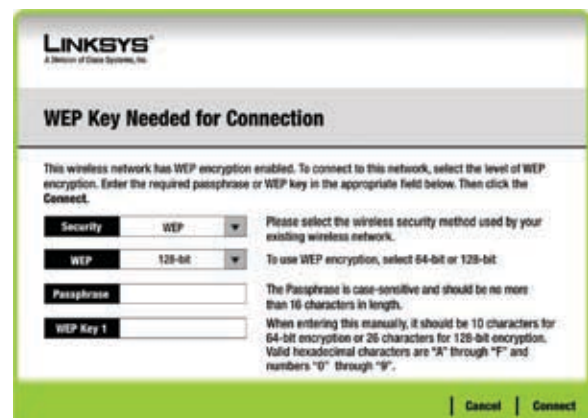 LINKSYS®
A Division of Cisco Systems, Inc.
WEP Key Needed for Connection
This wireless network has WEP encryption enabled. To connect to this network, select the level of WEP
encryption. Enter the required passphrase or WEP key in the appropriate field below. Then click the
Connect.
Security WEP
Please select the wireless security method used by your
existing wireless network.
WEP 128-bit
To use WEP encryption, select 64-bit or 128-bit
Passphrase
The Passphrase is case-sensitive and should be no more
than 16 characters in length.
WEP Key 1
When entering this manually, it should be 10 characters for
64-bit encryption or 26 characters for 128-bit encryption.
Valid hexadecimal characters are "A" through "F" and
numbers "0" through "9".
Cancel | Connect